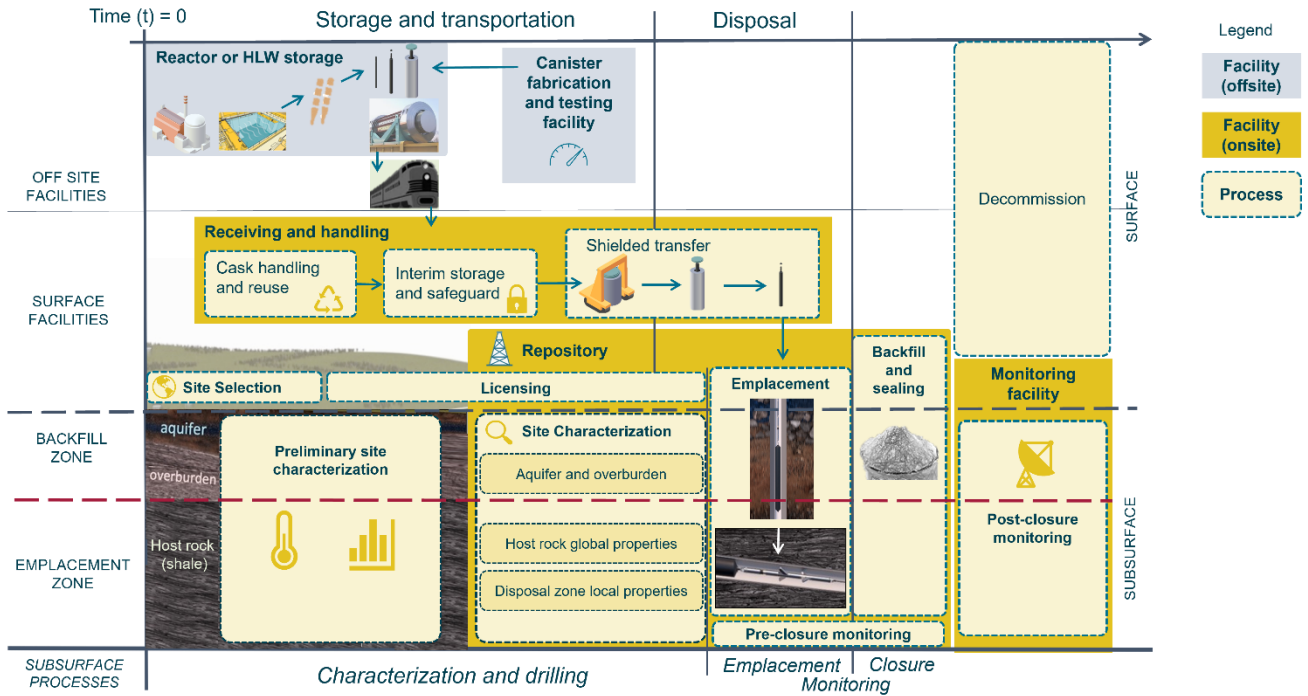 Time (t) = 0
Storage and transportation
Disposal
Legend
Facility
(offsite)
Facility
(onsite)
Process
Reactor or HLW storage
Canister
fabrication
and testing
facility
OFF SITE
FACILITIES
Decommission
SURFACE
Receiving and handling
Cask handling
and reuse
Interim storage
and safeguard
Shielded transfer
SURFACE
FACILITIES
Repository
Backfill
and
sealing
Site Selection
Licensing
Emplacement
Monitoring
facility
BACKFILL
ZONE
aquifer
overburden
Preliminary site
characterization
Site Characterization
Aquifer and overburden
Host rock global properties
Disposal zone local properties
Post-closure
monitoring
SUBSURFACE
EMPLACEMENT
ZONE
Host rock
(shale)
Pre-closure monitoring
SUBSURFACE
PROCESSES
Characterization and drilling
Emplacement
Closure
Monitoring